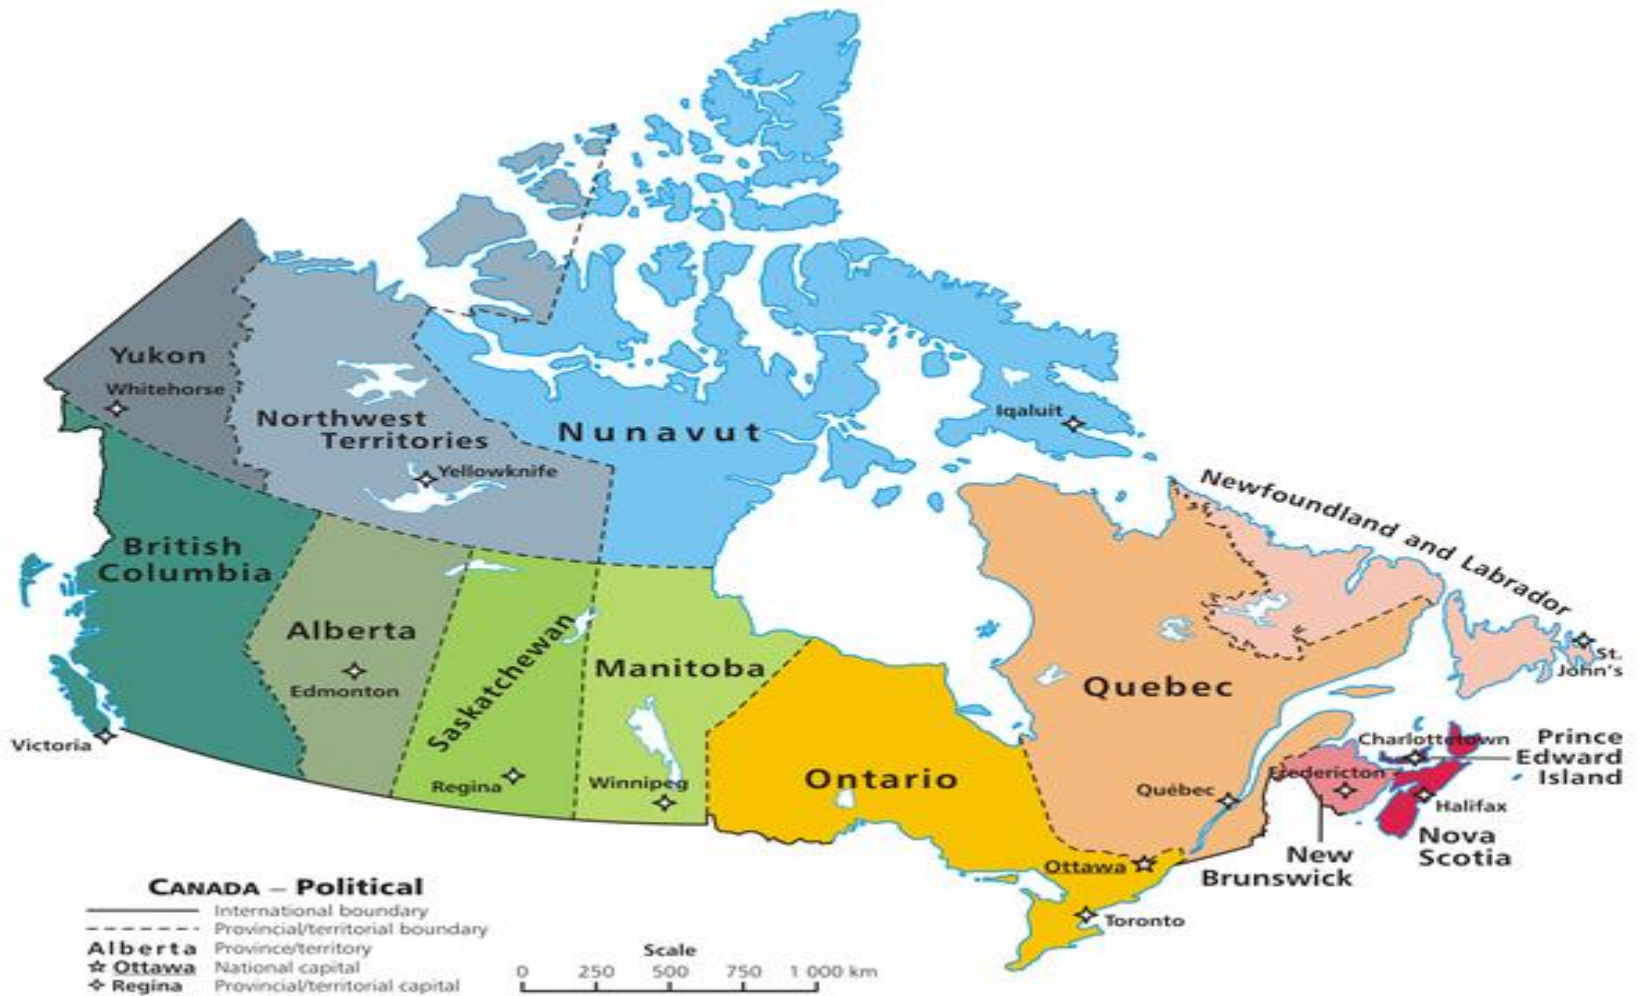 Yukon
Whitehorse
Northwest
Territories
Yellowknife
Nunavut
Iqaluit
British
Columbia
Victoria
Alberta
Edmonton
Saskatchewan
Regina
Manitoba
Winnipeg
Ontario
Ottawa
Toronto
Quebec
Québec
Newfoundland and Labrador
St.
John's
Charlottetown
Prince
Edward
Island
Fredericton
Halifax
Nova
Scotia
New
Brunswick
CANADA – Political
International boundary
Provincial/territorial boundary
Alberta Province/territory
Ottawa National capital
Regina Provincial/territorial capital
Scale
0 250 500 750 1 000 km